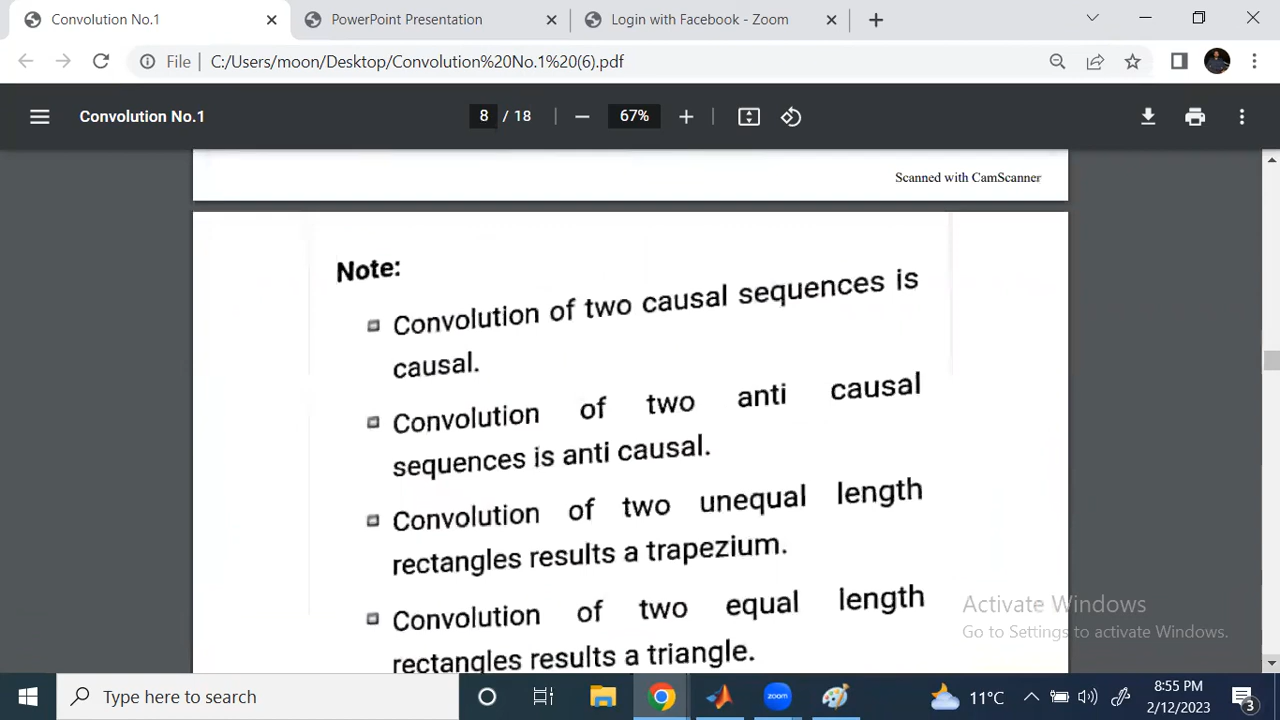 Convolution No.1
PowerPoint Presentation
Login with Facebook - Zoom
File
C:/Users/moon/Desktop/Convolution%20No.1%20(6).pdf
Convolution No.1
8 / 18
67%
Scanned with CamScanner
Note:
Convolution of two causal sequences is
causal.
Convolution of two anti causal
sequences is anti causal.
Convolution of two unequal length
rectangles results a trapezium.
Convolution of two equal length
rectangles results a triangle.
Activate Windows
Go to Settings to activate Windows.
Type here to search
zoom
11°C
8:55 PM
2/12/2023
3